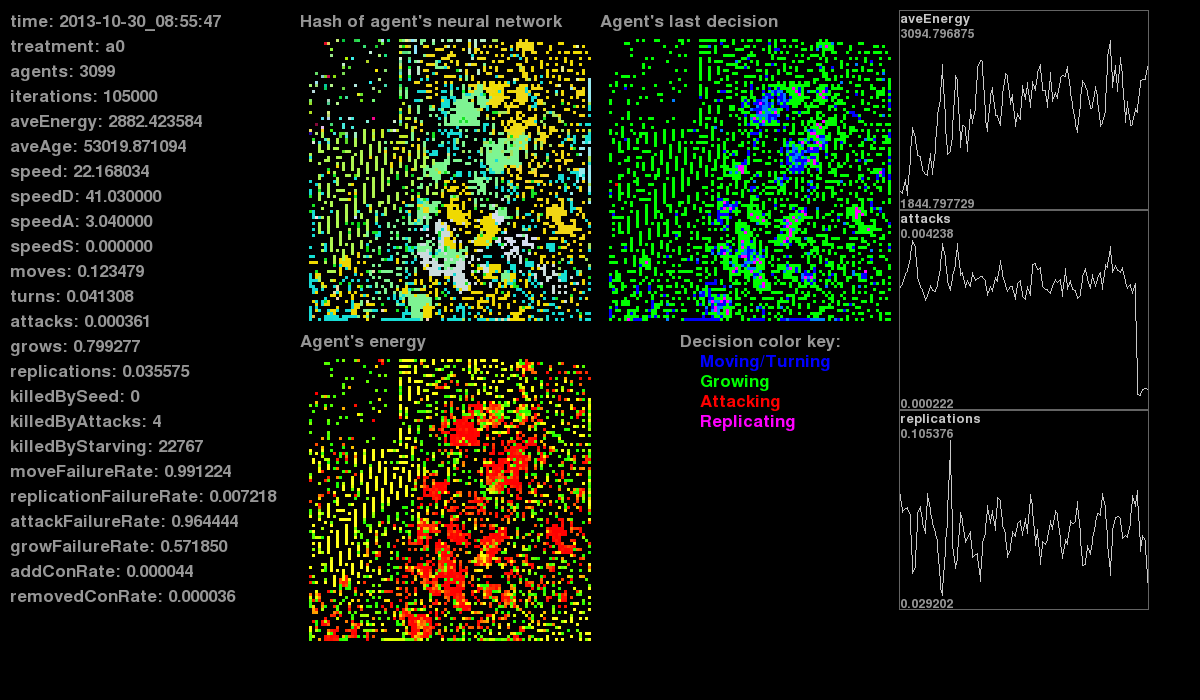 time: 2013-10-30_08:55:47
treatment: a0
agents: 3099
iterations: 105000
aveEnergy: 2882.423584
aveAge: 53019.871094
speed: 22.168034
speedD: 41.030000
speedA: 3.040000
speedS: 0.000000
moves: 0.123479
turns: 0.041308
attacks: 0.000361
grows: 0.799277
replications: 0.035575
killedBySeed: 0
killedByAttacks: 4
killedByStarving: 22767
moveFailureRate: 0.991224
replicationFailureRate: 0.007218
attackFailureRate: 0.964444
growFailureRate: 0.571850
addConRate: 0.000044
removedConRate: 0.000036
Hash of agent's neural network
Agent's last decision
Agent's energy
Decision color key:
Moving/Turning
Growing
Attacking
Replicating
aveEnergy
3094.796875
1844.797729
attacks
0.004238
0.000222
replications
0.105376
0.029202